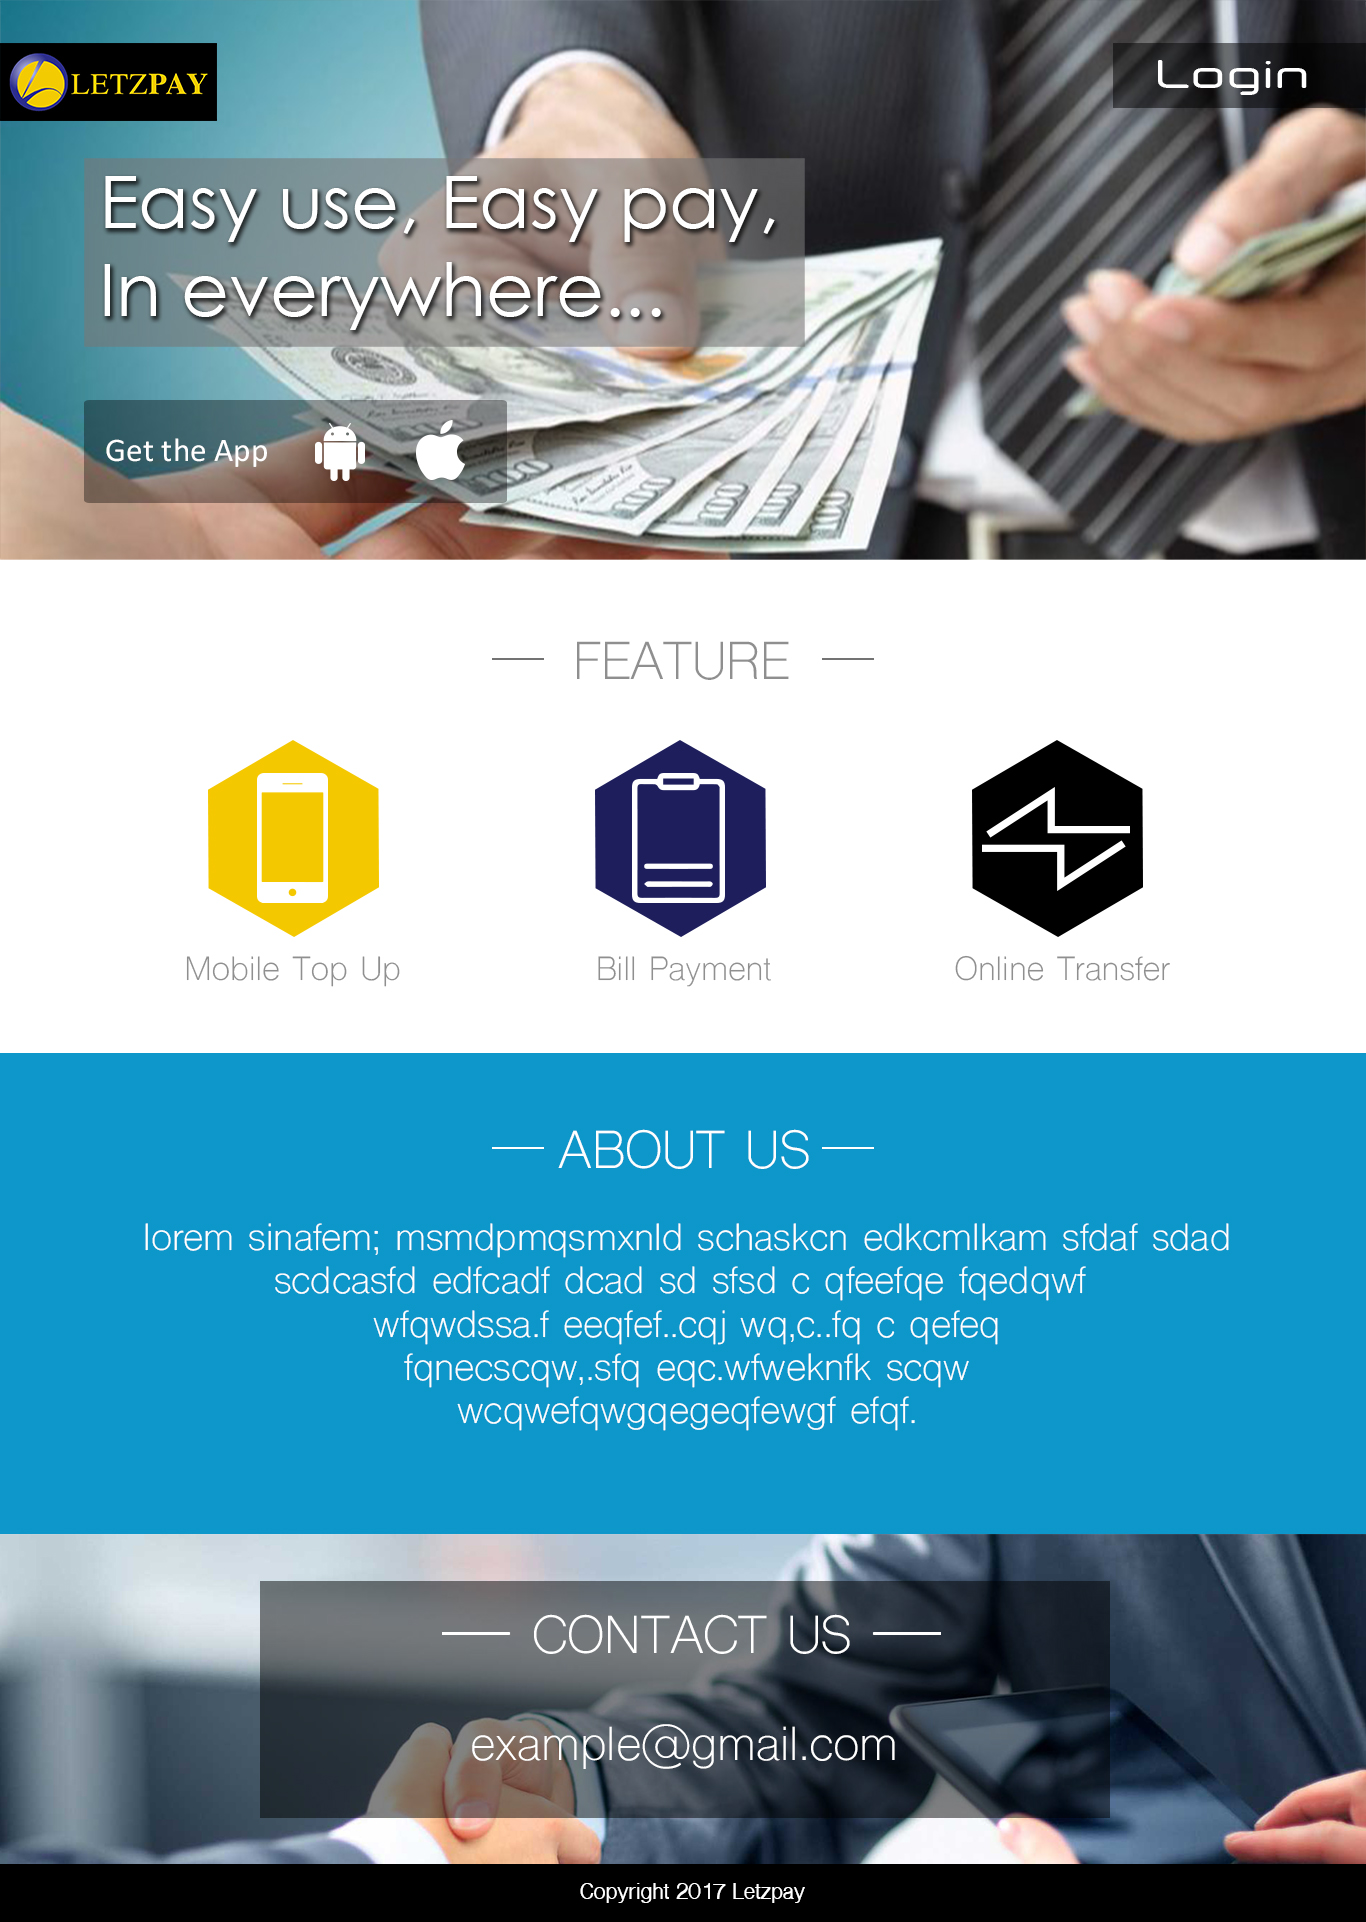 LETZPAY
Login
Easy use, Easy pay,
In everywhere...
Get the App
FEATURE
Mobile Top Up
Bill Payment
Online Transfer
ABOUT US
lorem sinafem; msmdpmqsmxnld schaskcn edkcmlkam sfdaf sdad
scdcasfd edfcadf dcad sd sfsd c qfeefqe fqedqwf
wfqwdssa.f eeqfef..cqj wq,c..fq c qefeq
fqnecscqw,.sfq eqc.wfweknfk scqw
wcqwefqwgqegeqfewgf efqf.
CONTACT US
example@gmail.com
Copyright 2017 Letzpay